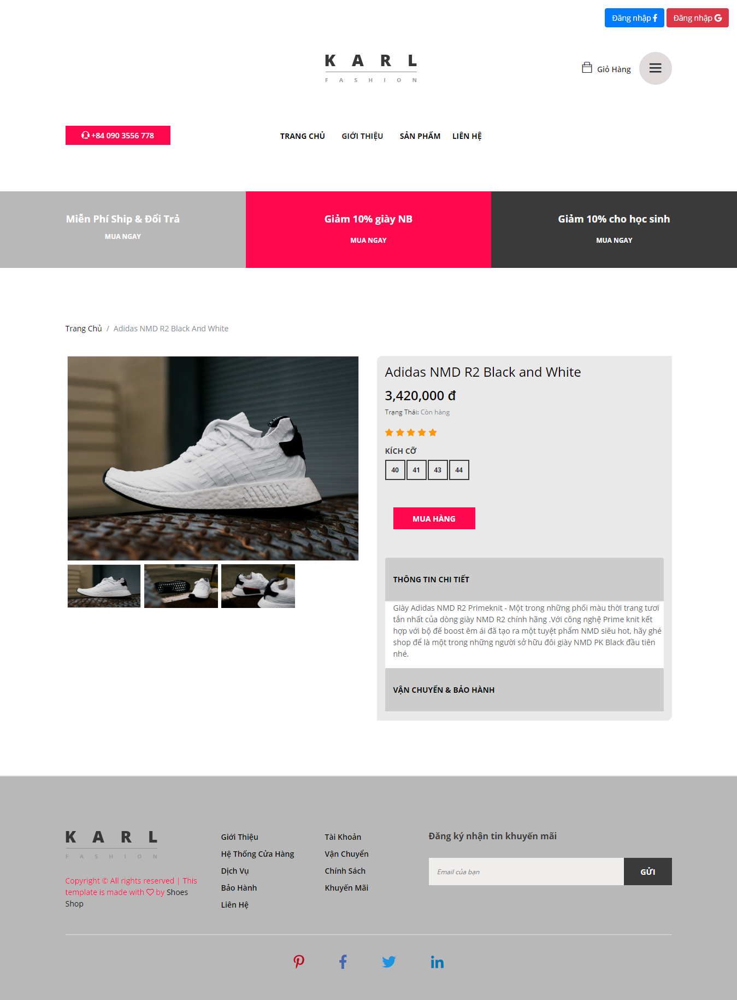 Đăng nhập
Đăng nhập
KARL
FASHION
Giỏ Hàng
+84 090 3556 778
TRANG CHỦ
GIỚI THIỆU
SẢN PHẨM
LIÊN HỆ
Miễn Phí Ship & Đổi Trả
MUA NGAY
Giảm 10% giày NB
MUA NGAY
Giảm 10% cho học sinh
MUA NGAY
Trang Chủ / Adidas NMD R2 Black And White
Adidas NMD R2 Black and White
3,420,000 đ
Trạng Thái: Còn hàng
KÍCH CỠ
40 41 43 44
MUA HÀNG
THÔNG TIN CHI TIẾT
Giày Adidas NMD R2 Primeknit - Một trong những phối màu thời trang tươi
tắn nhất của dòng giày NMD R2 chính hãng .Với công nghệ Prime knit kết
hợp với bộ đế boost êm ái đã tạo ra một tuyệt phẩm NMD siêu hot, hãy ghé
shop để là một trong những người sở hữu đôi giày NMD PK Black đầu tiên
nhé.
VẬN CHUYỂN & BẢO HÀNH
KARL
FASHION
Copyright © All rights reserved | This
template is made with ♡ by Shoes
Shop
Giới Thiệu
Hệ Thống Cửa Hàng
Dịch Vụ
Bảo Hành
Liên Hệ
Tài Khoản
Vận Chuyển
Chính Sách
Khuyến Mãi
Đăng ký nhận tin khuyến mãi
Email của bạn
GỬI